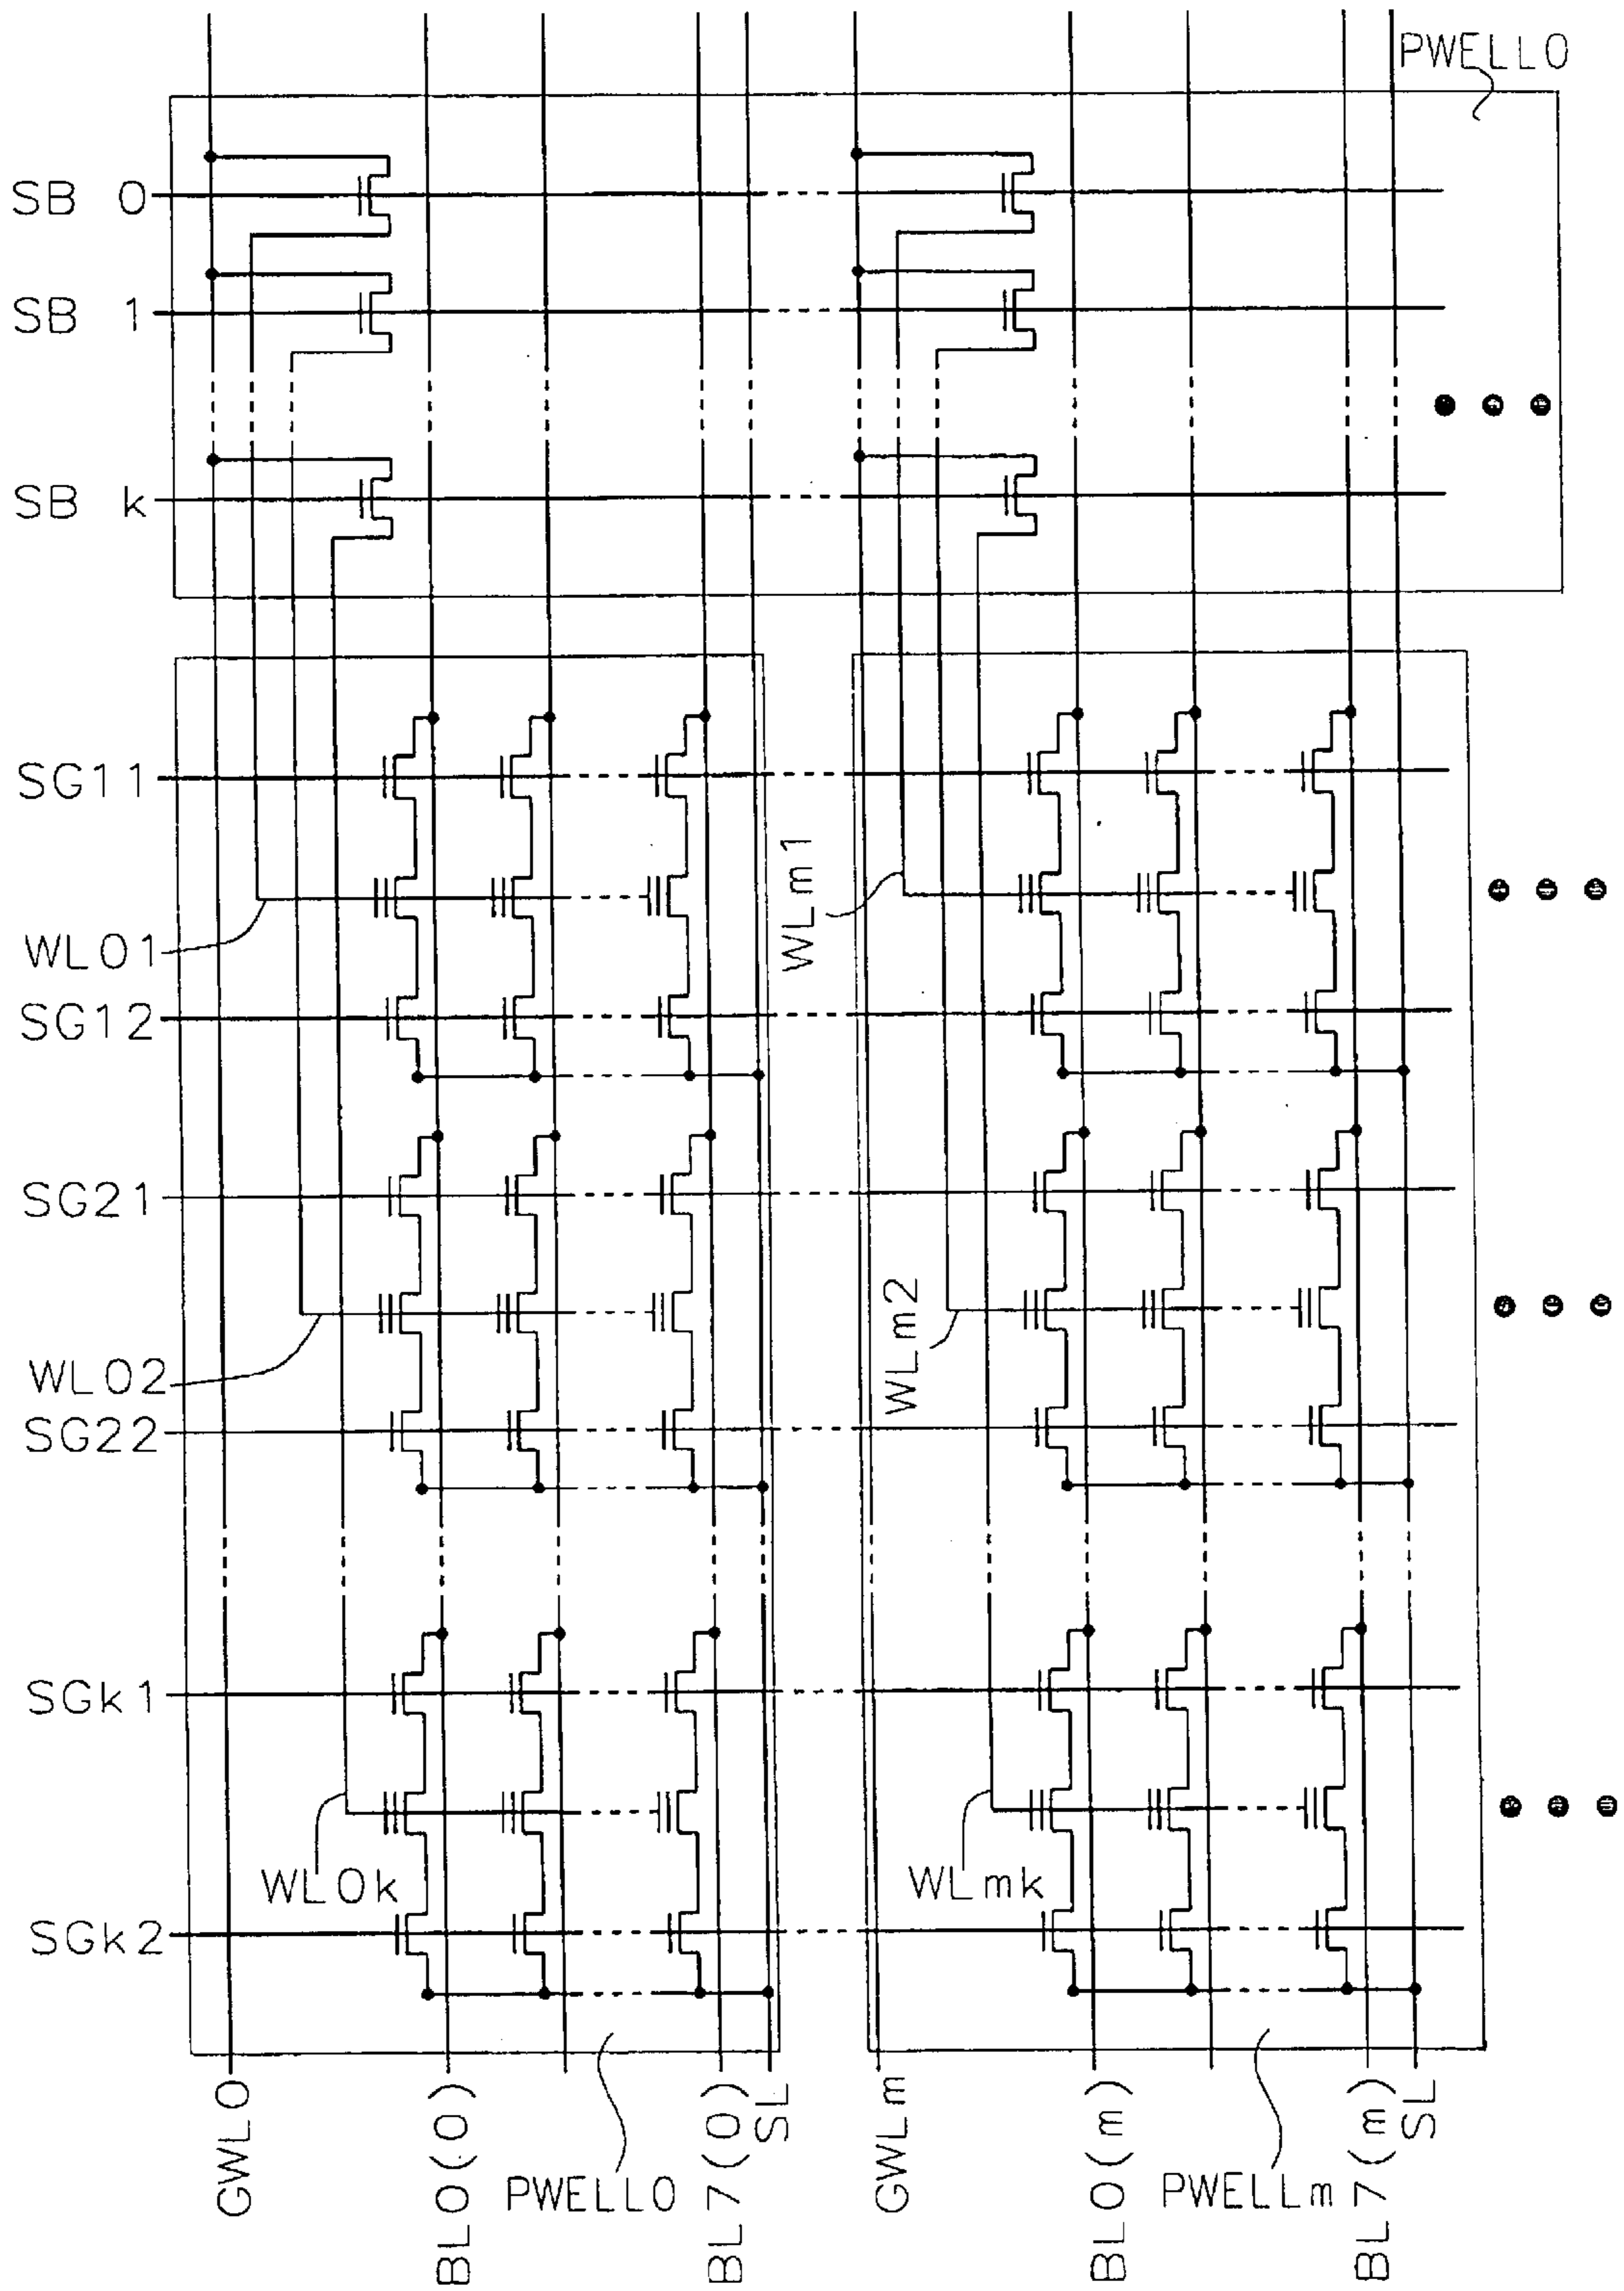 PWELL0
SB 0
SB 1
SB k
SG11
WLm1
WL01
SG12
SG21
WLm2
WL02
SG22
SGk1
WL0k
WLmk
SGk2
GWL0
BL0(0)
PWELL0
BL7(0)
SL
GWLm
BL0(m)
PWELLm
BL7(m)
SL